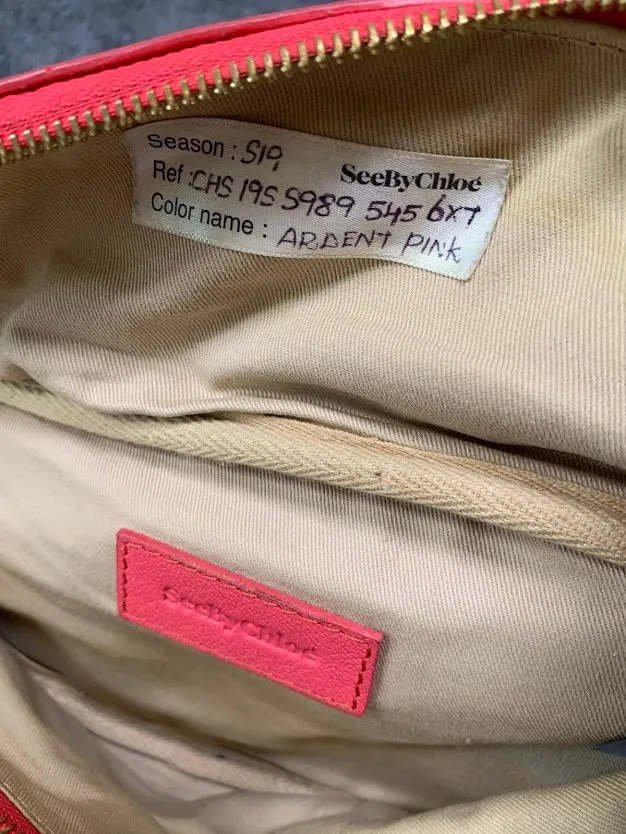 Season : S19
SeeByChloé
Ref : CHS 19S S989 545 6X7
Color name : ARDENT PINK
SeeByChloé